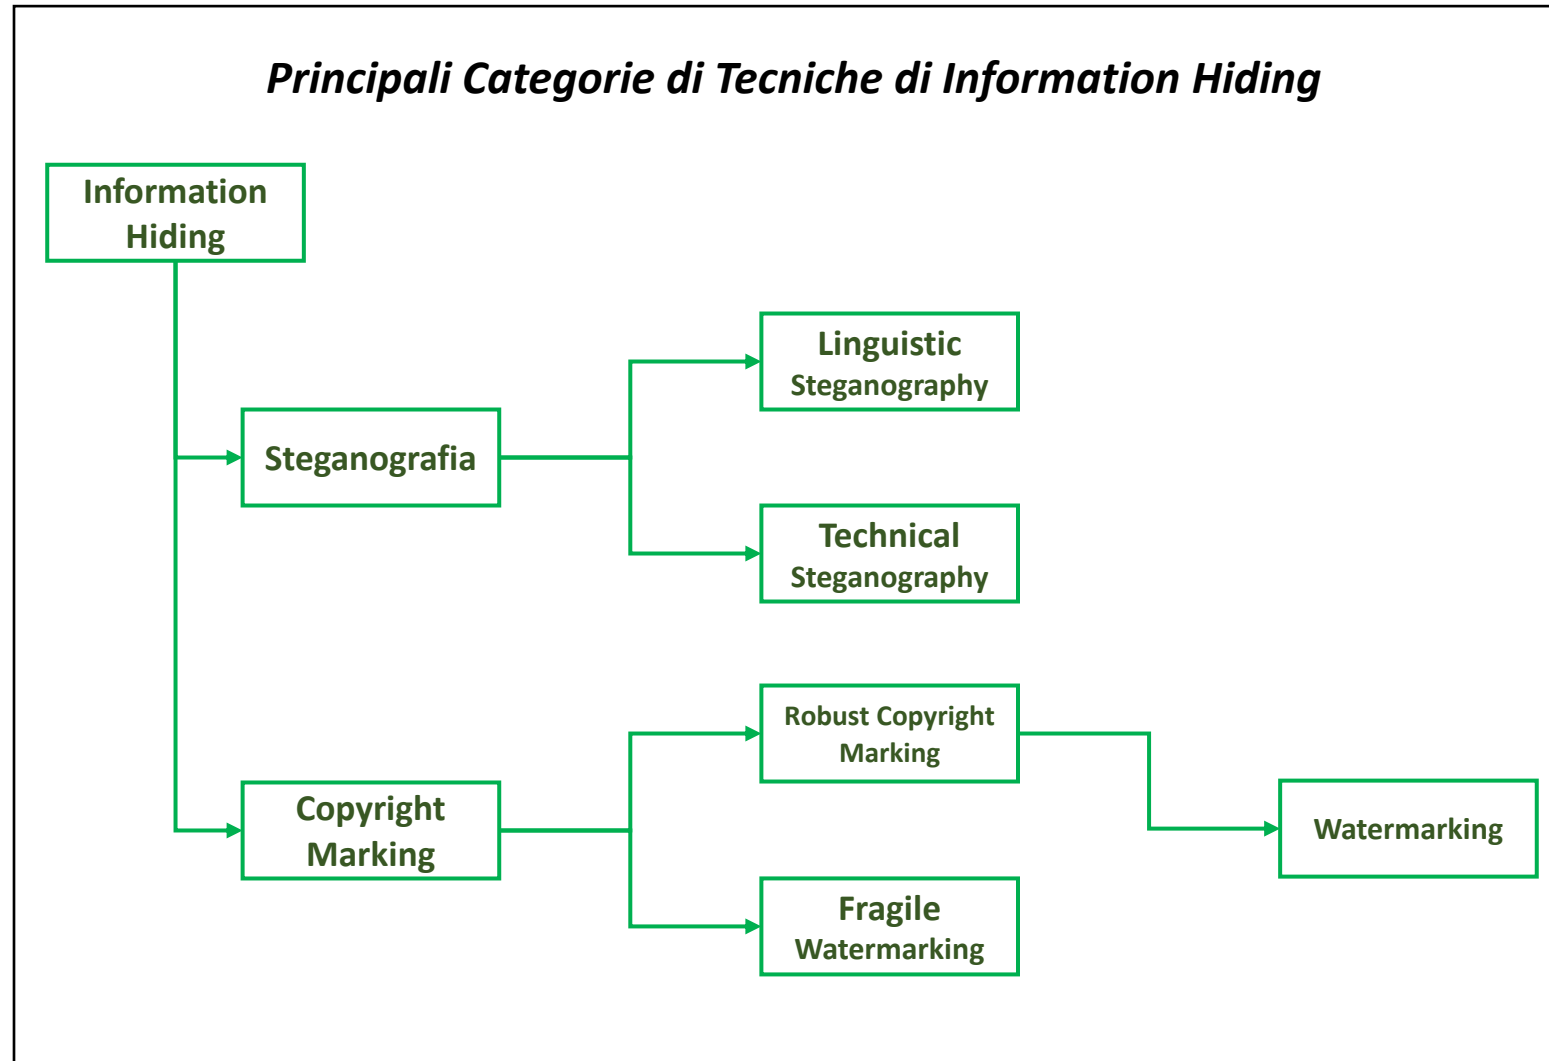 Principali Categorie di Tecniche di Information Hiding
Information
Hiding
Linguistic
Steganography
Steganografia
Technical
Steganography
Robust Copyright
Marking
Copyright
Marking
Watermarking
Fragile
Watermarking